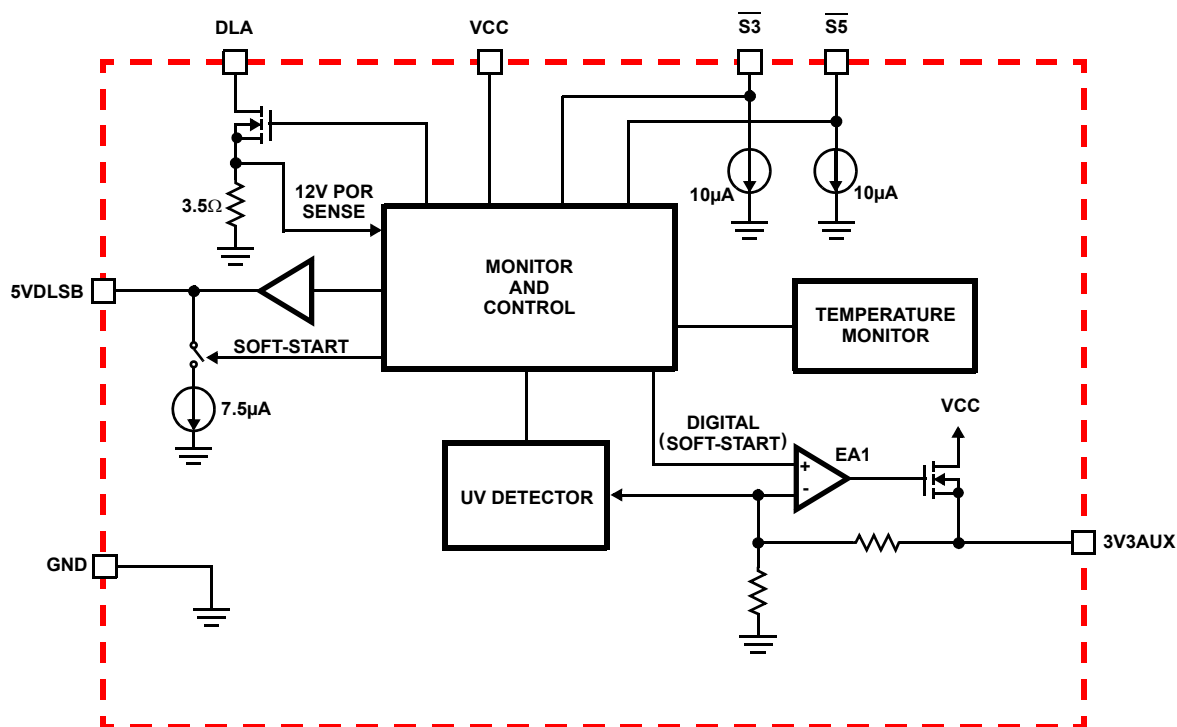 DLA
VCC
S3
S5
3.5Ω
12V POR
SENSE
10µA
10µA
MONITOR
AND
CONTROL
5VDLSB
TEMPERATURE
MONITOR
SOFT-START
7.5µA
VCC
DIGITAL
(SOFT-START)
EA1
+
-
UV DETECTOR
3V3AUX
GND